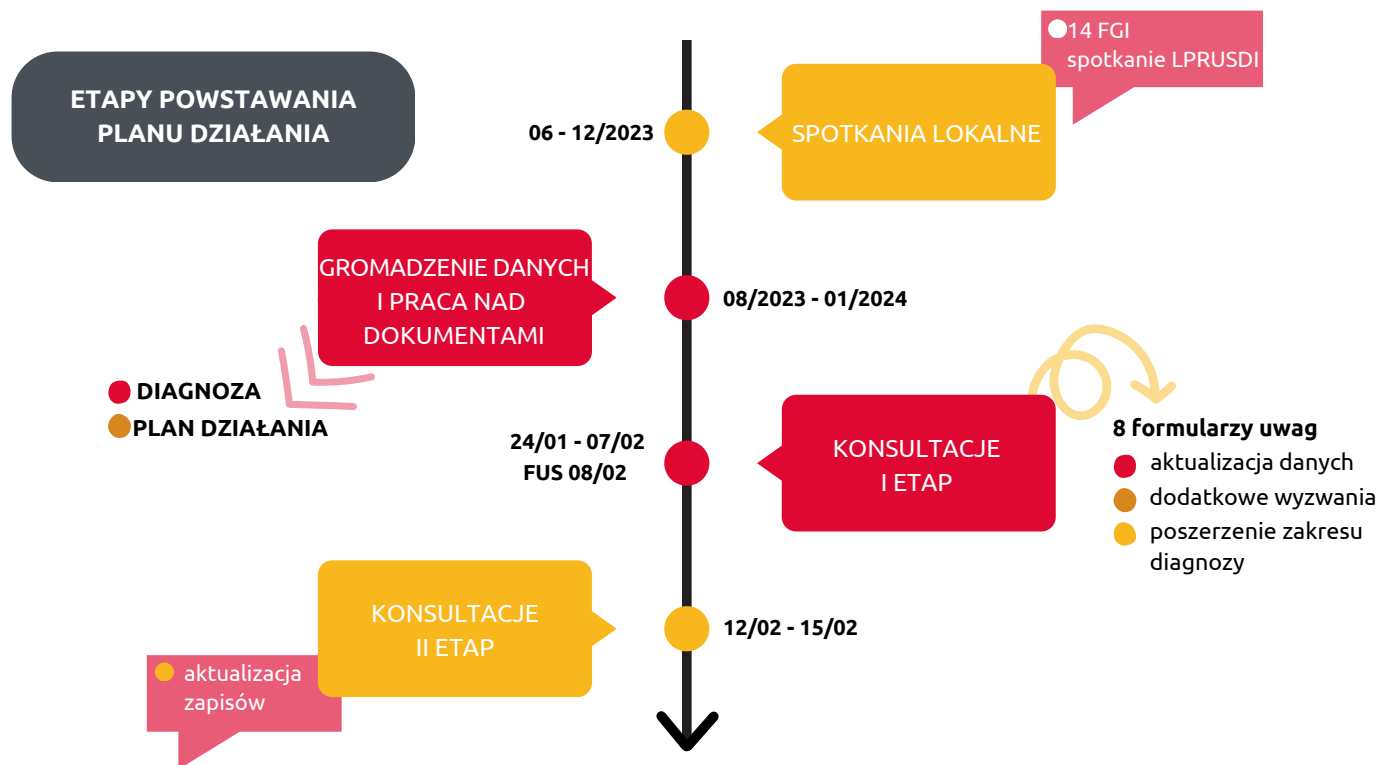 ETAPY POWSTAWANIA
PLANU DZIAŁANIA
14 FGI
spotkanie LPRUSDI
06 - 12/2023
SPOTKANIA LOKALNE
GROMADZENIE DANYCH
I PRACA NAD
DOKUMENTAMI
08/2023 - 01/2024
DIAGNOZA
PLAN DZIAŁANIA
24/01 - 07/02
FUS 08/02
KONSULTACJE
I ETAP
8 formularzy uwag
aktualizacja danych
dodatkowe wyzwania
poszerzenie zakresu
diagnozy
KONSULTACJE
II ETAP
12/02 - 15/02
aktualizacja
zapisów